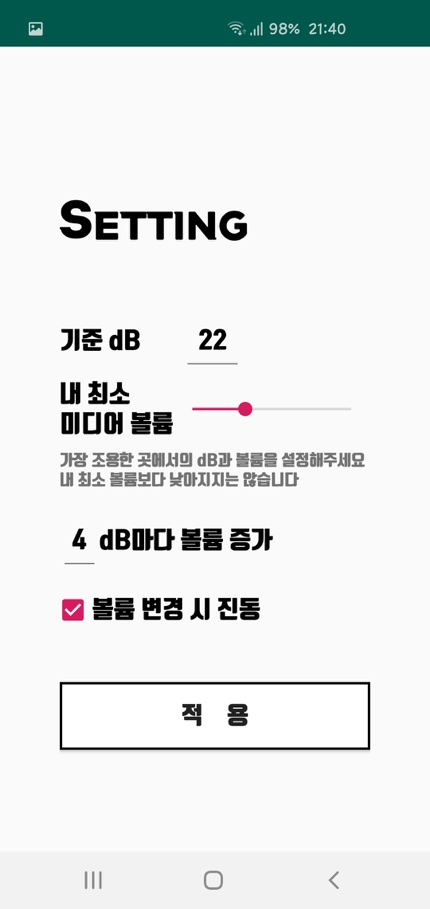 98% 21:40
SETTING
기준 dB 22
내 최소
미디어 볼륨
가장 조용한 곳에서의 dB과 볼륨을 설정해주세요
내 최소 볼륨보다 낮아지지는 않습니다
4 dB마다 볼륨 증가
볼륨 변경 시 진동
적 용